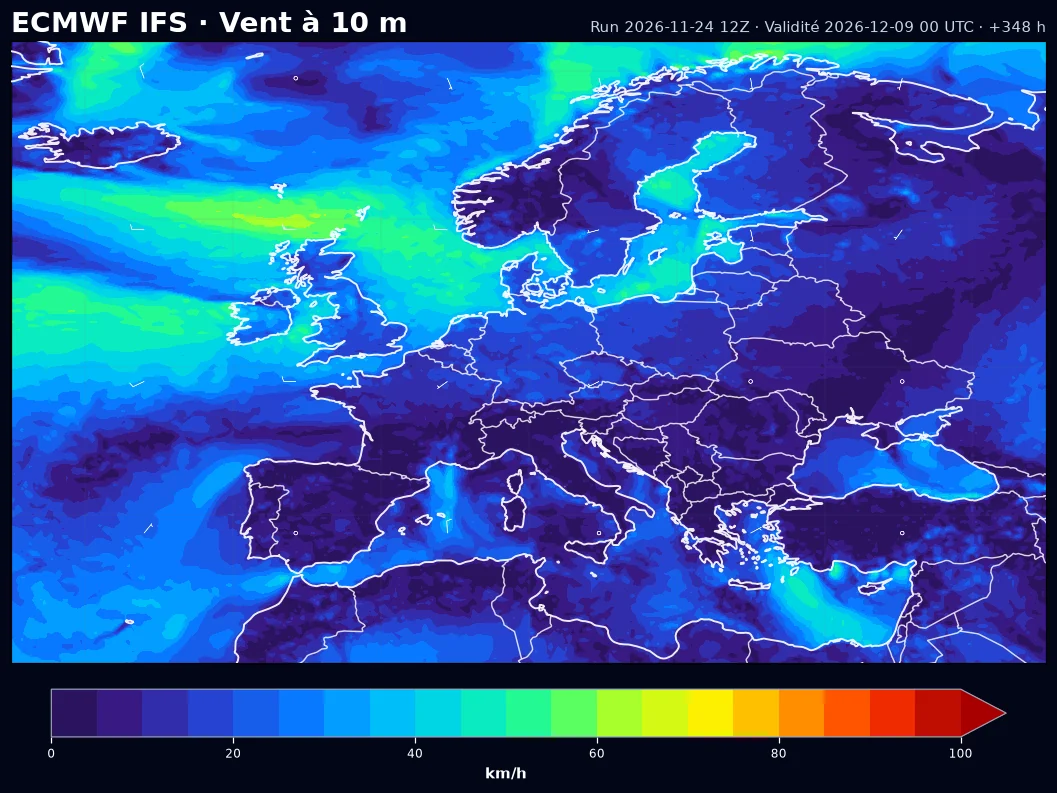 ECMWF IFS · Vent à 10 m
Run 2026-11-24 12Z · Validité 2026-12-09 00 UTC · +348 h
0 20 40 60 80 100
km/h